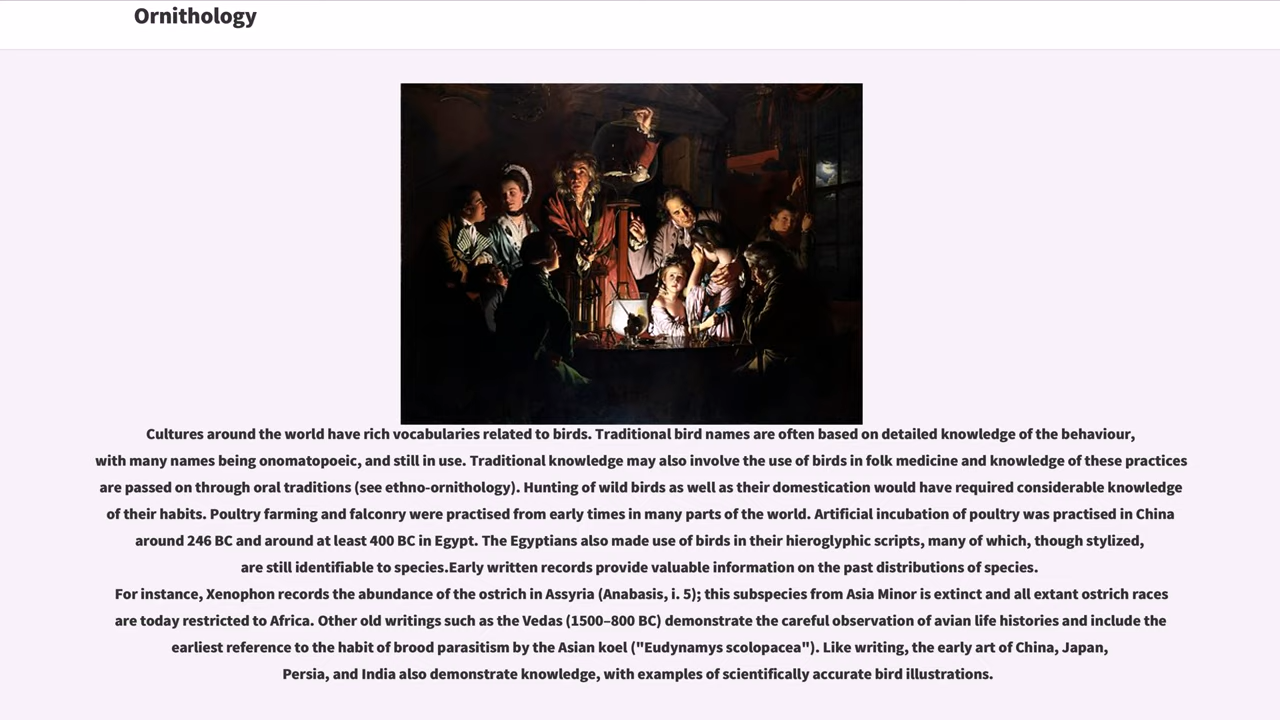 Ornithology
Cultures around the world have rich vocabularies related to birds. Traditional bird names are often based on detailed knowledge of the behaviour,
with many names being onomatopoeic, and still in use. Traditional knowledge may also involve the use of birds in folk medicine and knowledge of these practices
are passed on through oral traditions (see ethno-ornithology). Hunting of wild birds as well as their domestication would have required considerable knowledge
of their habits. Poultry farming and falconry were practised from early times in many parts of the world. Artificial incubation of poultry was practised in China
around 246 BC and around at least 400 BC in Egypt. The Egyptians also made use of birds in their hieroglyphic scripts, many of which, though stylized,
are still identifiable to species.Early written records provide valuable information on the past distributions of species.
For instance, Xenophon records the abundance of the ostrich in Assyria (Anabasis, i. 5); this subspecies from Asia Minor is extinct and all extant ostrich races
are today restricted to Africa. Other old writings such as the Vedas (1500–800 BC) demonstrate the careful observation of avian life histories and include the
earliest reference to the habit of brood parasitism by the Asian koel ("Eudynamys scolopacea"). Like writing, the early art of China, Japan,
Persia, and India also demonstrate knowledge, with examples of scientifically accurate bird illustrations.